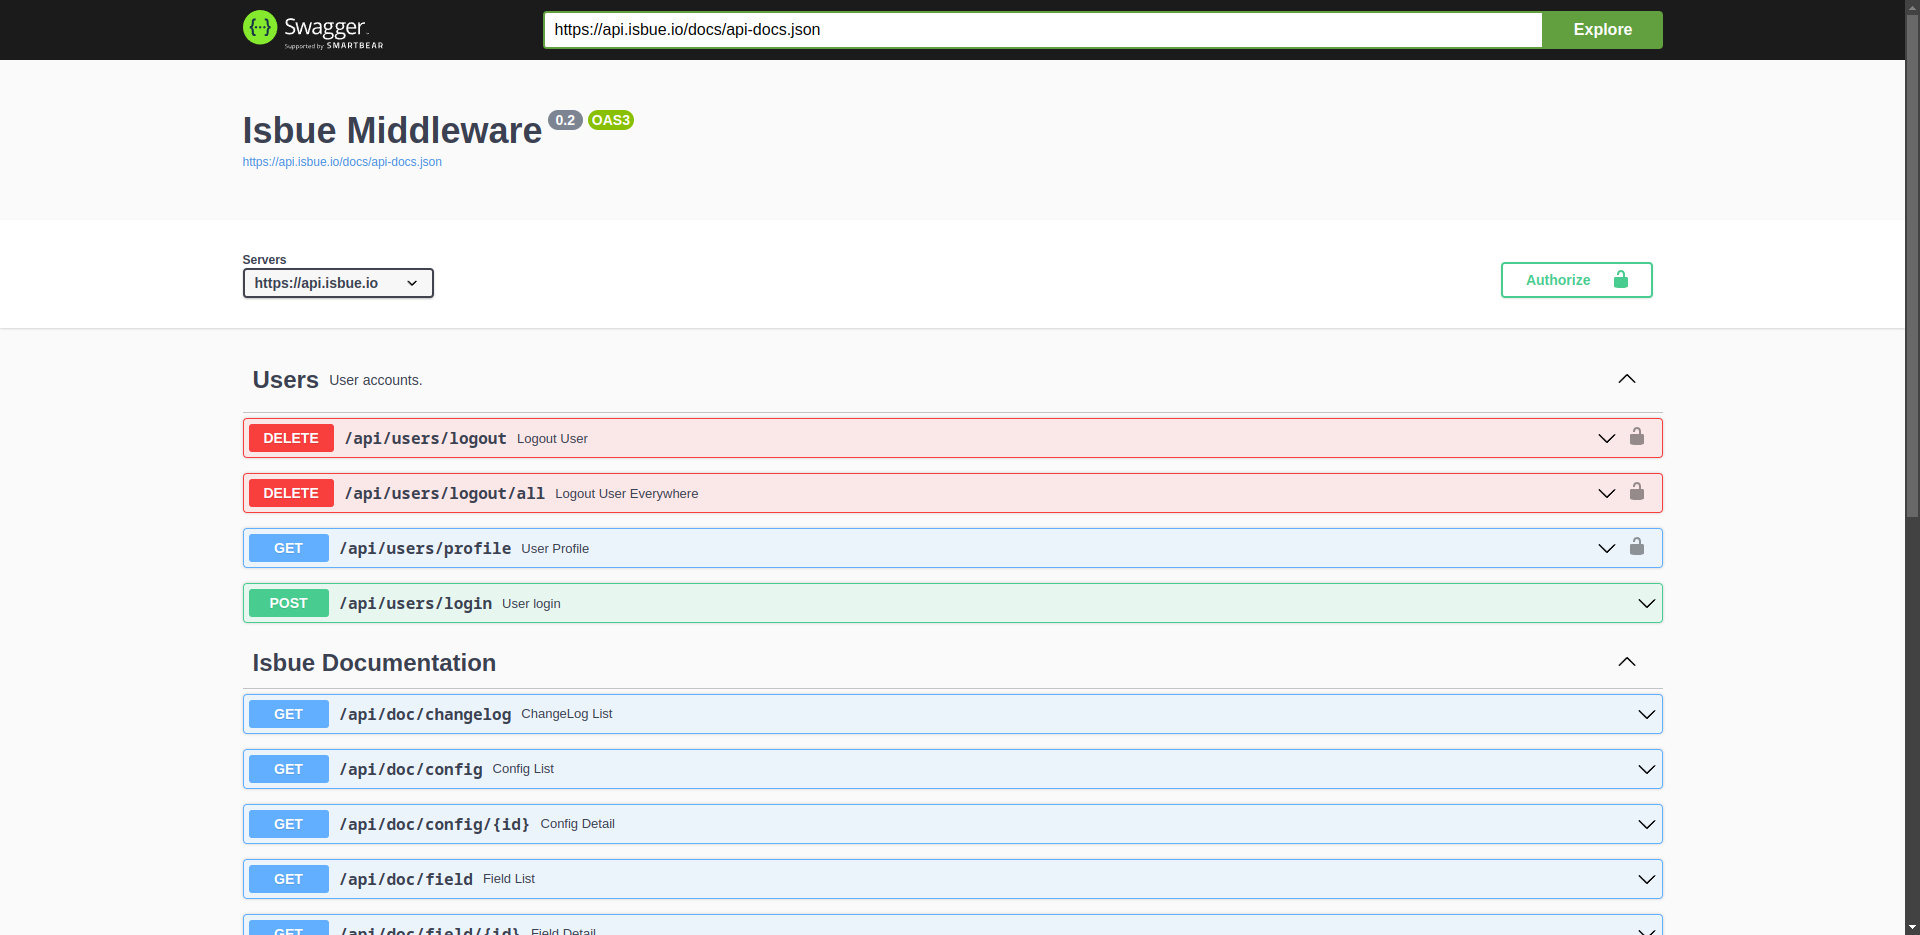 {···} Swagger
Supported by SMARTBEAR
https://api.isbue.io/docs/api-docs.json
Explore
Isbue Middleware 0.2 OAS3
https://api.isbue.io/docs/api-docs.json
Servers
https://api.isbue.io
Authorize
Users User accounts.
DELETE /api/users/logout Logout User
DELETE /api/users/logout/all Logout User Everywhere
GET /api/users/profile User Profile
POST /api/users/login User login
Isbue Documentation
GET /api/doc/changelog ChangeLog List
GET /api/doc/config Config List
GET /api/doc/config/{id} Config Detail
GET /api/doc/field Field List
GET /api/doc/field/{id} Field Detail